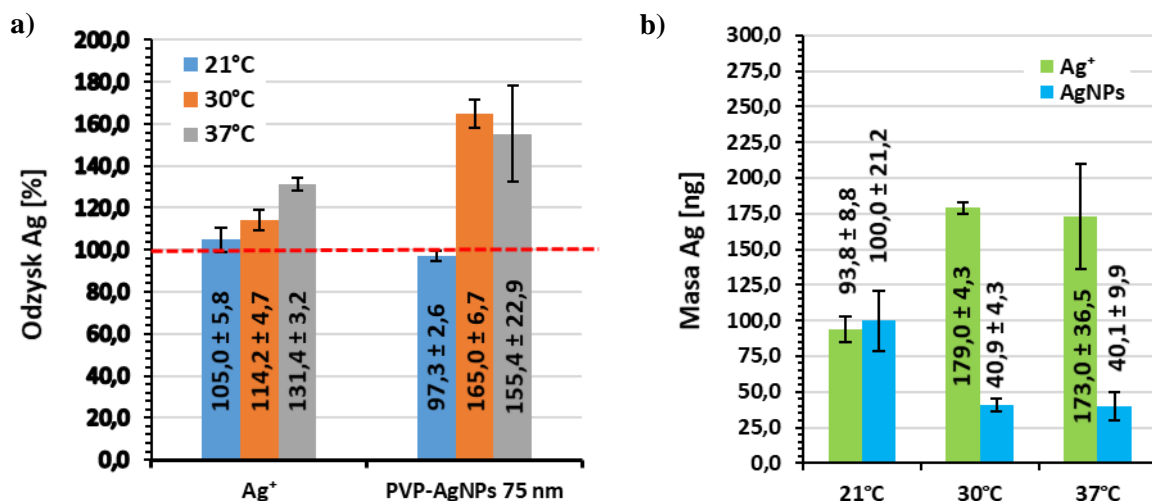 a)
Odzysk Ag [%]
200,0
180,0
160,0
140,0
120,0
100,0
80,0
60,0
40,0
20,0
0,0
21°C
30°C
37°C
105,0 ± 5,8
114,2 ± 4,7
131,4 ± 3,2
97,3 ± 2,6
165,0 ± 6,7
155,4 ± 22,9
Ag⁺
PVP-AgNPs 75 nm
b)
Masa Ag [ng]
300,0
275,0
250,0
225,0
200,0
175,0
150,0
125,0
100,0
75,0
50,0
25,0
0,0
Ag⁺
AgNPs
93,8 ± 8,8
100,0 ± 21,2
179,0 ± 4,3
40,9 ± 4,3
173,0 ± 36,5
40,1 ± 9,9
21°C
30°C
37°C